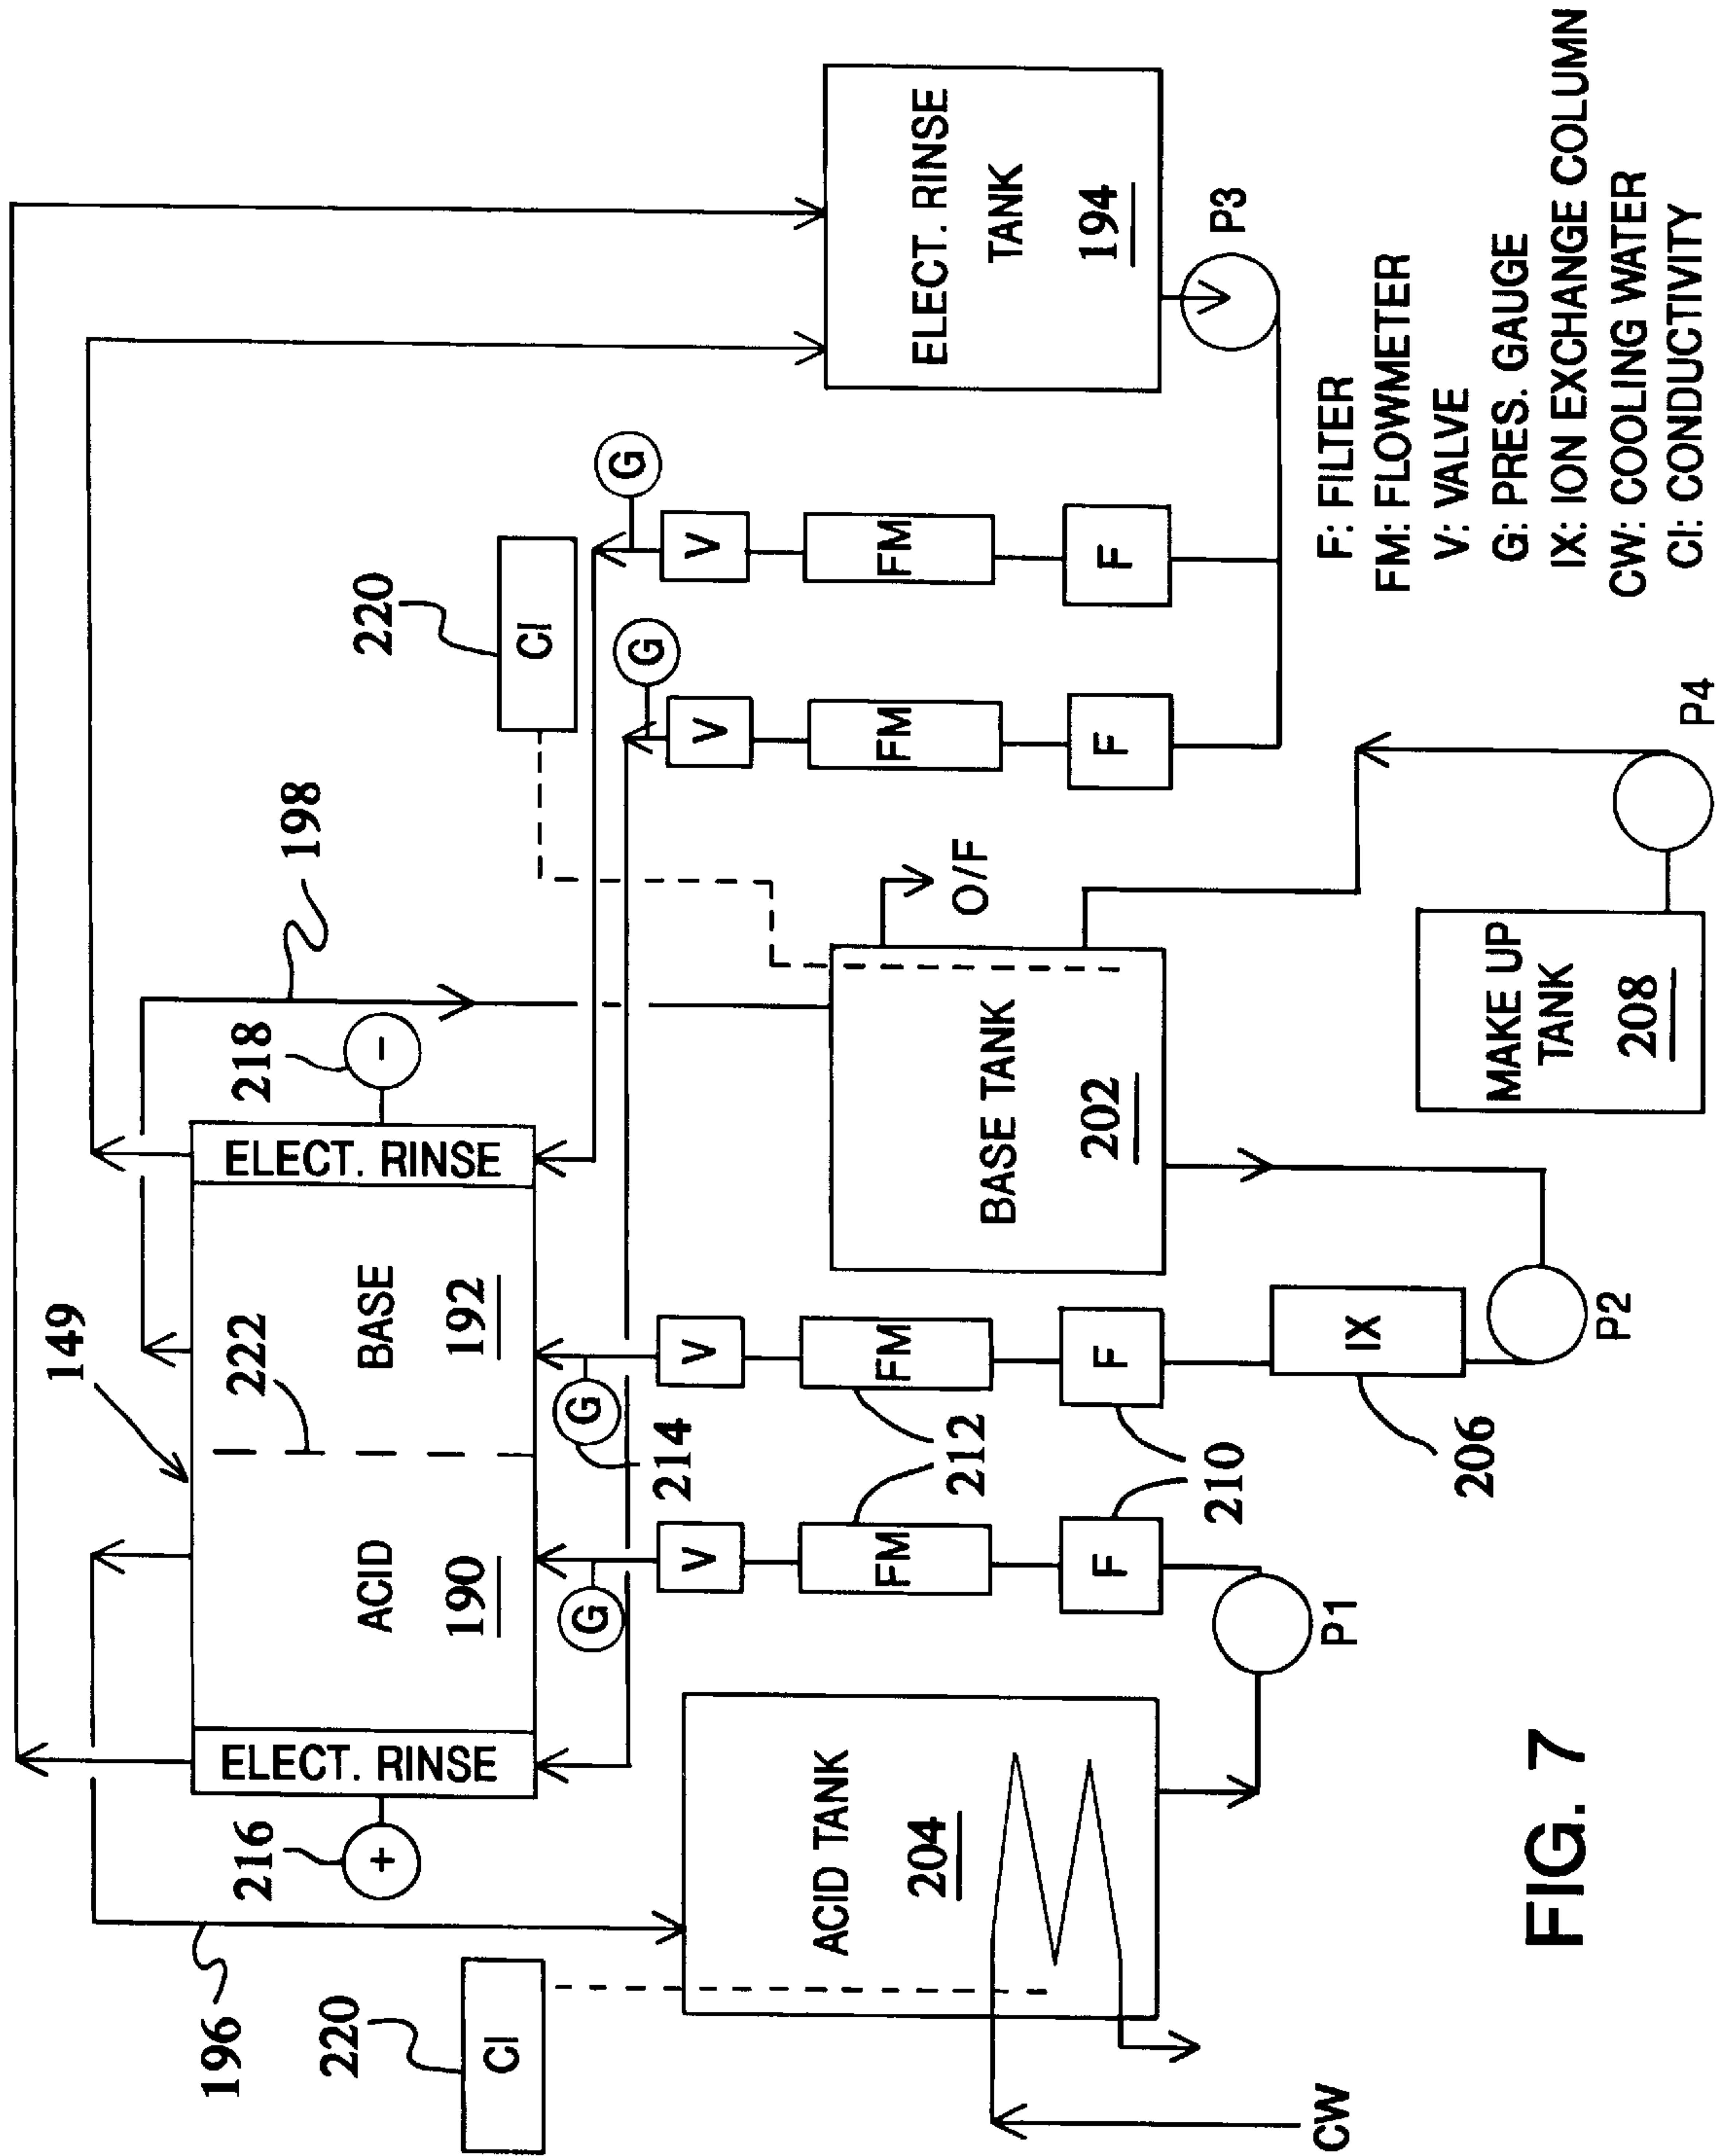 149
222
216
218
198
196
220
CI
220
CI
ELECT. RINSE
ACID
190
BASE
192
ELECT. RINSE
+
-
G
G
214
G
G
V
V
V
V
FM
FM
FM
FM
212
F
F
F
F
210
IX
206
ACID TANK
204
CW
P1
P2
BASE TANK
202
O/F
MAKE UP
TANK
208
P4
ELECT. RINSE
TANK
194
P3
F: FILTER
FM: FLOWMETER
V: VALVE
G: PRES. GAUGE
IX: ION EXCHANGE COLUMN
CW: COOLING WATER
CI: CONDUCTIVITY
FIG. 7